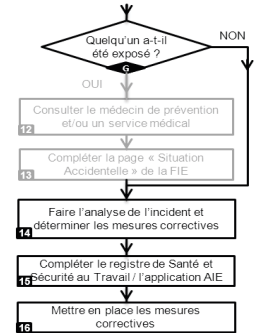 Quelqu'un a-t-il
été exposé ?
NON
G
OUI
Consulter le médecin de prévention
et/ou un service médical
12
Compléter la page « Situation
Accidentelle » de la FIE
13
Faire l'analyse de l'incident et
déterminer les mesures correctives
14
Compléter le registre de Santé et
Sécurité au Travail / l'application AIE
15
Mettre en place les mesures
correctives
16